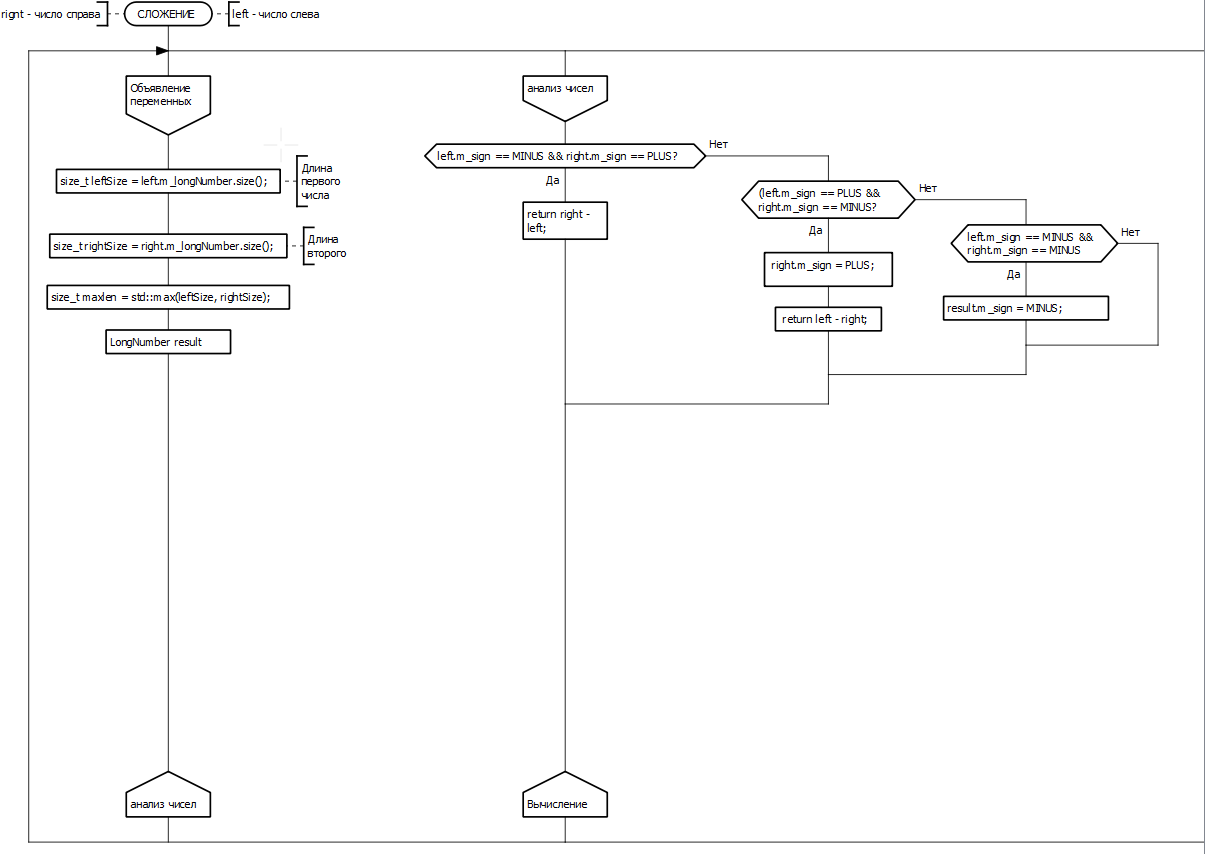 right - число справа
СЛОЖЕНИЕ
left - число слева
Объявление
переменных
size_t leftSize = left.m_longNumber.size();
Длина
первого
числа
size_t rightSize = right.m_longNumber.size();
Длина
второго
size_t maxlen = std::max(leftSize, rightSize);
LongNumber result
анализ чисел
анализ чисел
left.m_sign == MINUS && right.m_sign == PLUS?
Нет
Да
return right -
left;
(left.m_sign == PLUS &&
right.m_sign == MINUS?
Нет
Да
right.m_sign = PLUS;
return left - right;
left.m_sign == MINUS &&
right.m_sign == MINUS
Нет
Да
result.m_sign = MINUS;
Вычисление